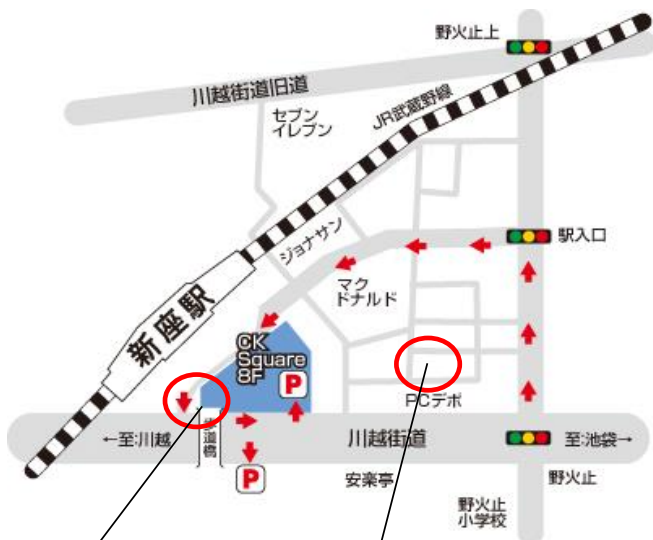 野火止上
川越街道旧道
セブン
イレブン
JR武蔵野線
駅入口
ジョナサン
マク
ドナルド
新座駅
CK
Square
8F
P
PCデポ
←至:川越
歩道橋
川越街道
至:池袋→
P
安楽亭
野火止
野火止
小学校